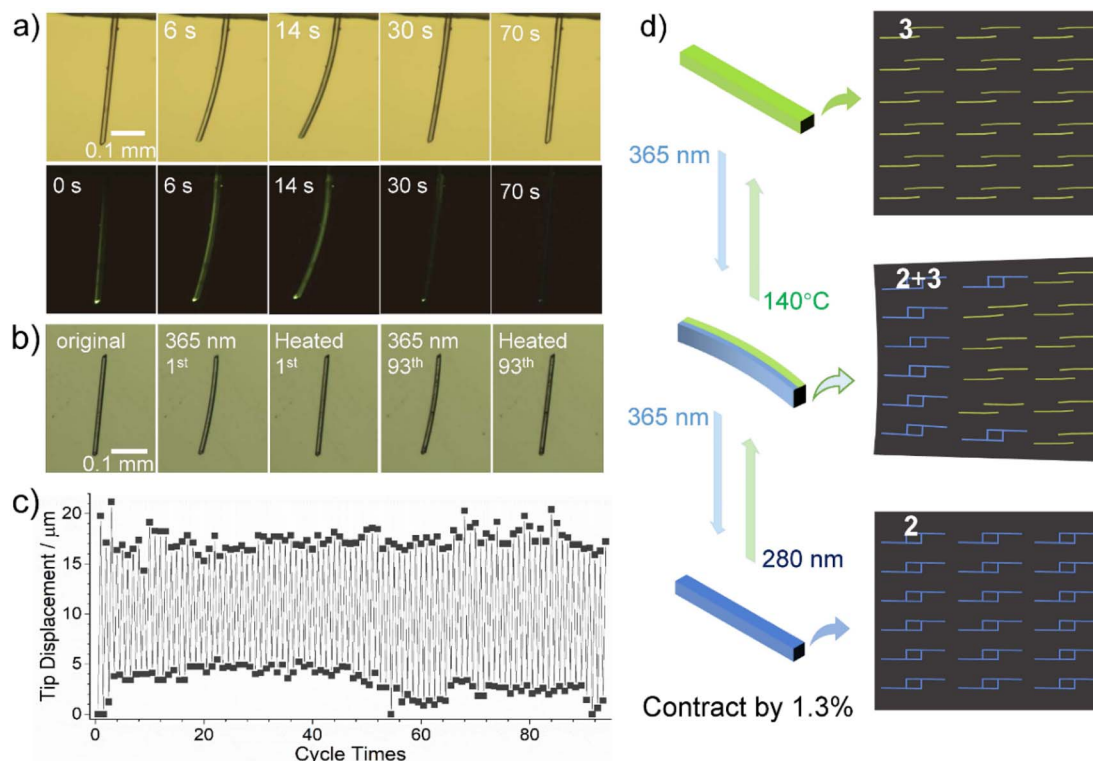 a)
6 s
14 s
30 s
70 s
0.1 mm
0 s
6 s
14 s
30 s
70 s
b)
original
365 nm
1st
Heated
1st
365 nm
93th
Heated
93th
0.1 mm
c)
Tip Displacement / μm
20
15
10
5
0
0
20
40
60
80
Cycle Times
d)
3
365 nm
140°C
2+3
365 nm
280 nm
2
Contract by 1.3%